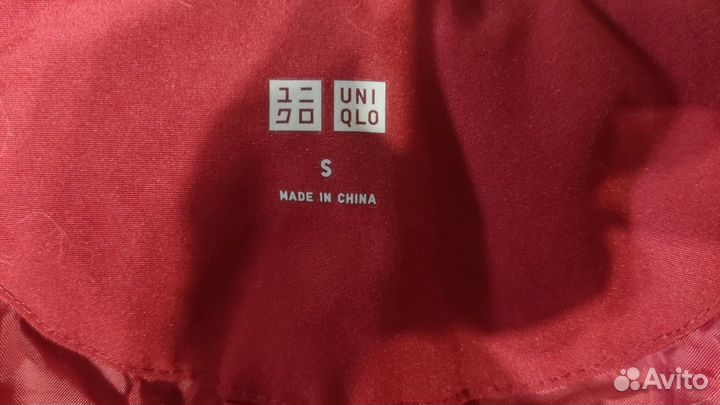 ユニ UNI
クロ QLO
S
MADE IN CHINA
Avito